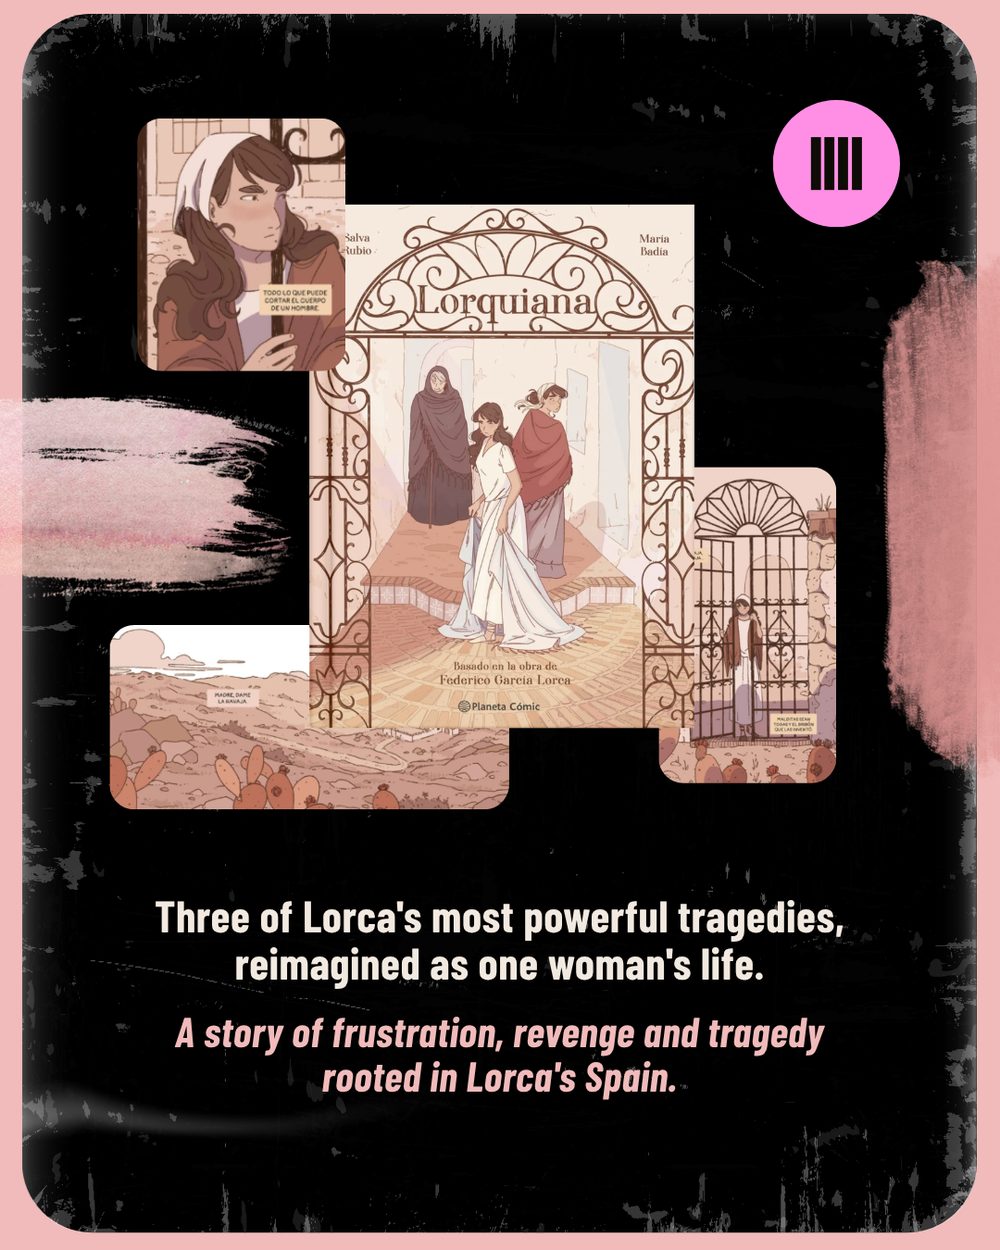 TODO LO QUE PUEDE
CORTAR EL CUERPO
DE UN HOMBRE.
Salva
Rubio
María
Badia
Lorquiana
Basado en la obra de
Federico García Lorca
Planeta Cómic
MADRE, DAME
LA NAVAJA.
MALDITAS SEAN
TODAS Y EL BRIBÓN
QUE LAS INVENTÓ.
Three of Lorca's most powerful tragedies,
reimagined as one woman's life.
A story of frustration, revenge and tragedy
rooted in Lorca's Spain.